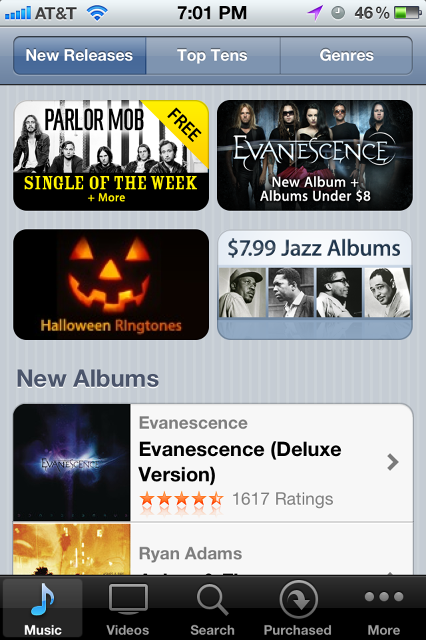 AT&T 7:01 PM 46%
New Releases Top Tens Genres
PARLOR MOB
FREE
SINGLE OF THE WEEK
+ More
EVANESCENCE
New Album +
Albums Under $8
Halloween RIngtones
$7.99 Jazz Albums
New Albums
EVANESCENCE
Evanescence
Evanescence (Deluxe
Version)
1617 Ratings
Ryan Adams
Music Videos Search Purchased More